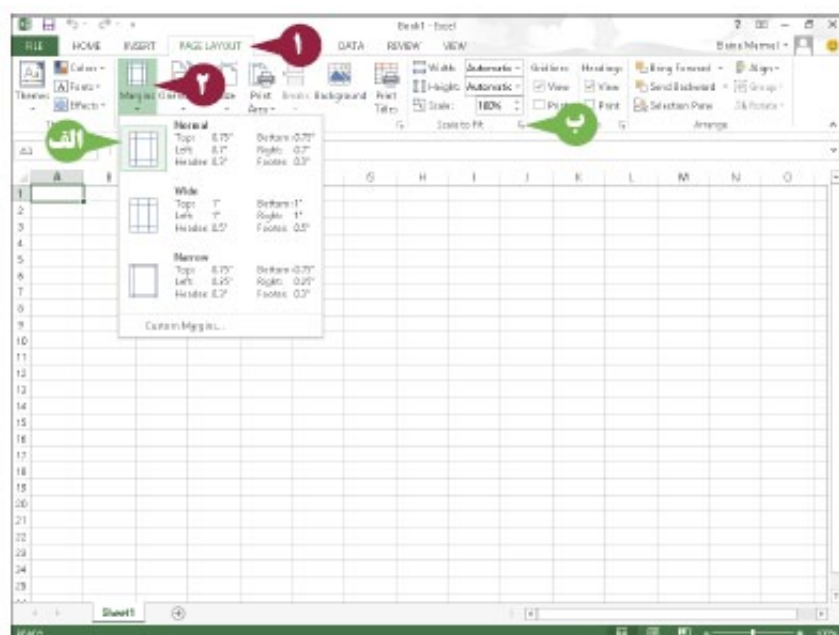 Book1 - Excel
FILE HOME INSERT PAGE LAYOUT ۱ DATA REVIEW VIEW Elaine Marmel
Colors Margins ۲ Width: Automatic Gridlines Headings Bring Forward Align
Themes Fonts Print Breaks Background Print Height: Automatic View View Send Backward Group
Effects Area Titles Scale: 100% Print Print Selection Pane Rotate
Scale to Fit ب Arrange
الف
Normal
Top: 0.75" Bottom: 0.75"
Left: 0.7" Right: 0.7"
Header: 0.3" Footer: 0.3"
Wide
Top: 1" Bottom: 1"
Left: 1" Right: 1"
Header: 0.5" Footer: 0.5"
Narrow
Top: 0.75" Bottom: 0.75"
Left: 0.25" Right: 0.25"
Header: 0.3" Footer: 0.3"
Custom Margins...
A3
A B G H I J K L M N O
1
2
3
4
5
6
7
8
9
10
11
12
13
14
15
16
17
18
19
20
21
22
23
24
25
Sheet1